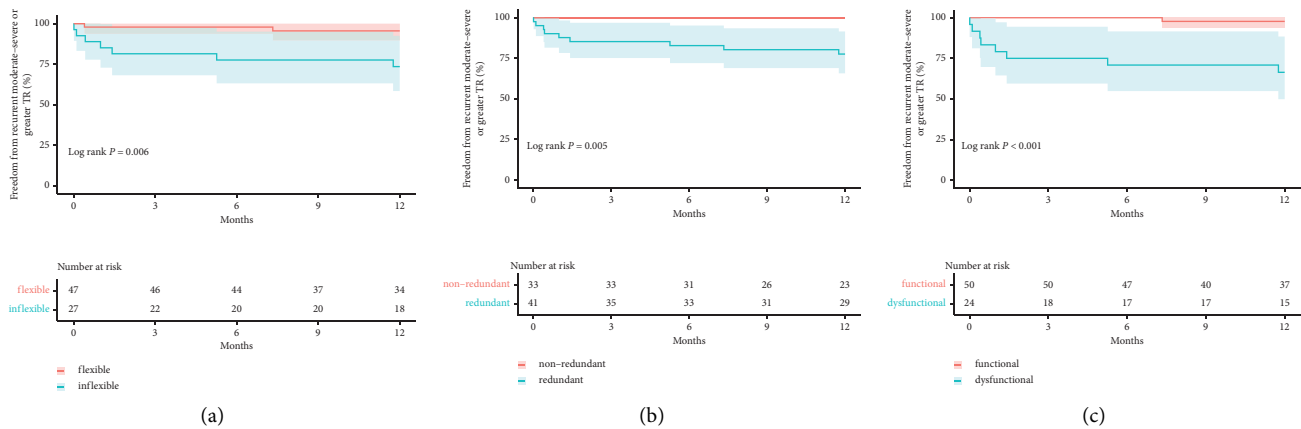 Freedom from recurrent moderate–severe or
greater TR (%)
100
75
50
25
0
Log rank P = 0.006
0 3 6 9 12
Months
Number at risk
flexible 47 46 44 37 34
inflexible 27 22 20 20 18
0 3 6 9 12
Months
flexible
inflexible
(a)
Freedom from recurrent moderate–severe
or greater TR (%)
100
75
50
25
0
Log rank P = 0.005
0 3 6 9 12
Months
Number at risk
non–redundant 33 33 31 26 23
redundant 41 35 33 31 29
0 3 6 9 12
Months
non–redundant
redundant
(b)
Freedom from recurrent moderate–severe
or greater TR (%)
100
75
50
25
0
Log rank P < 0.001
0 3 6 9 12
Months
Number at risk
functional 50 50 47 40 37
dysfunctional 24 18 17 17 15
0 3 6 9 12
Months
functional
dysfunctional
(c)